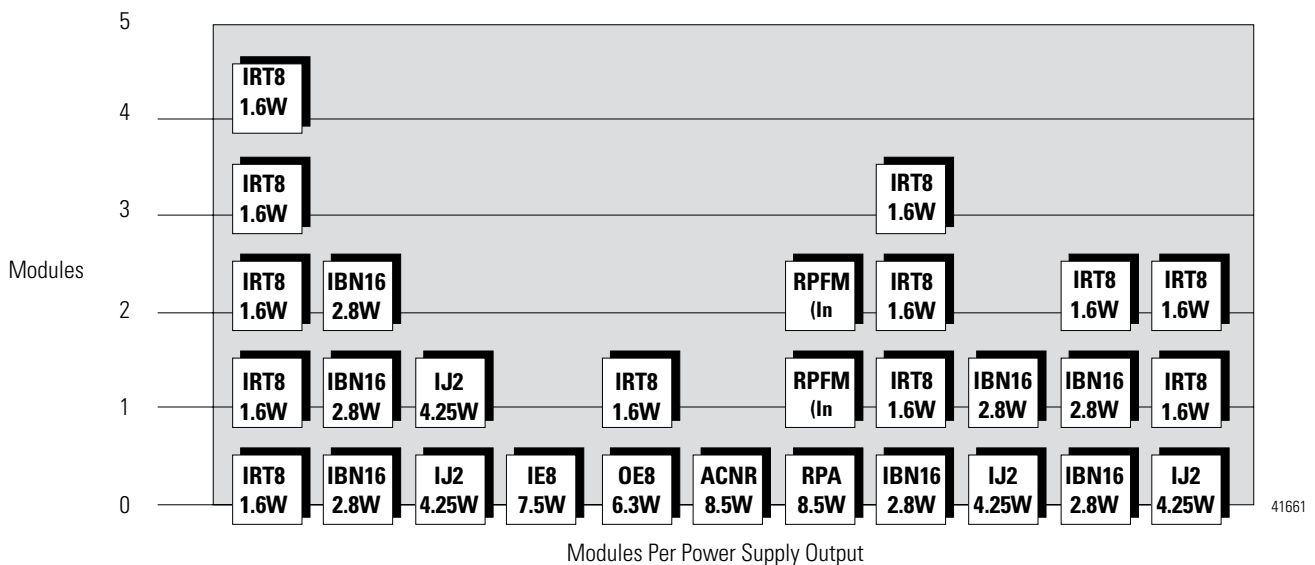 5
IRT8
1.6W
4
IRT8
1.6W
IRT8
1.6W
3
Modules
IRT8
1.6W
IBN16
2.8W
RPFM
(In
IRT8
1.6W
IRT8
1.6W
IRT8
1.6W
2
IRT8
1.6W
IBN16
2.8W
IJ2
4.25W
IRT8
1.6W
RPFM
(In
IRT8
1.6W
IBN16
2.8W
IBN16
2.8W
IRT8
1.6W
1
IRT8
1.6W
IBN16
2.8W
IJ2
4.25W
IE8
7.5W
OE8
6.3W
ACNR
8.5W
RPA
8.5W
IBN16
2.8W
IJ2
4.25W
IBN16
2.8W
IJ2
4.25W
0
41661
Modules Per Power Supply Output